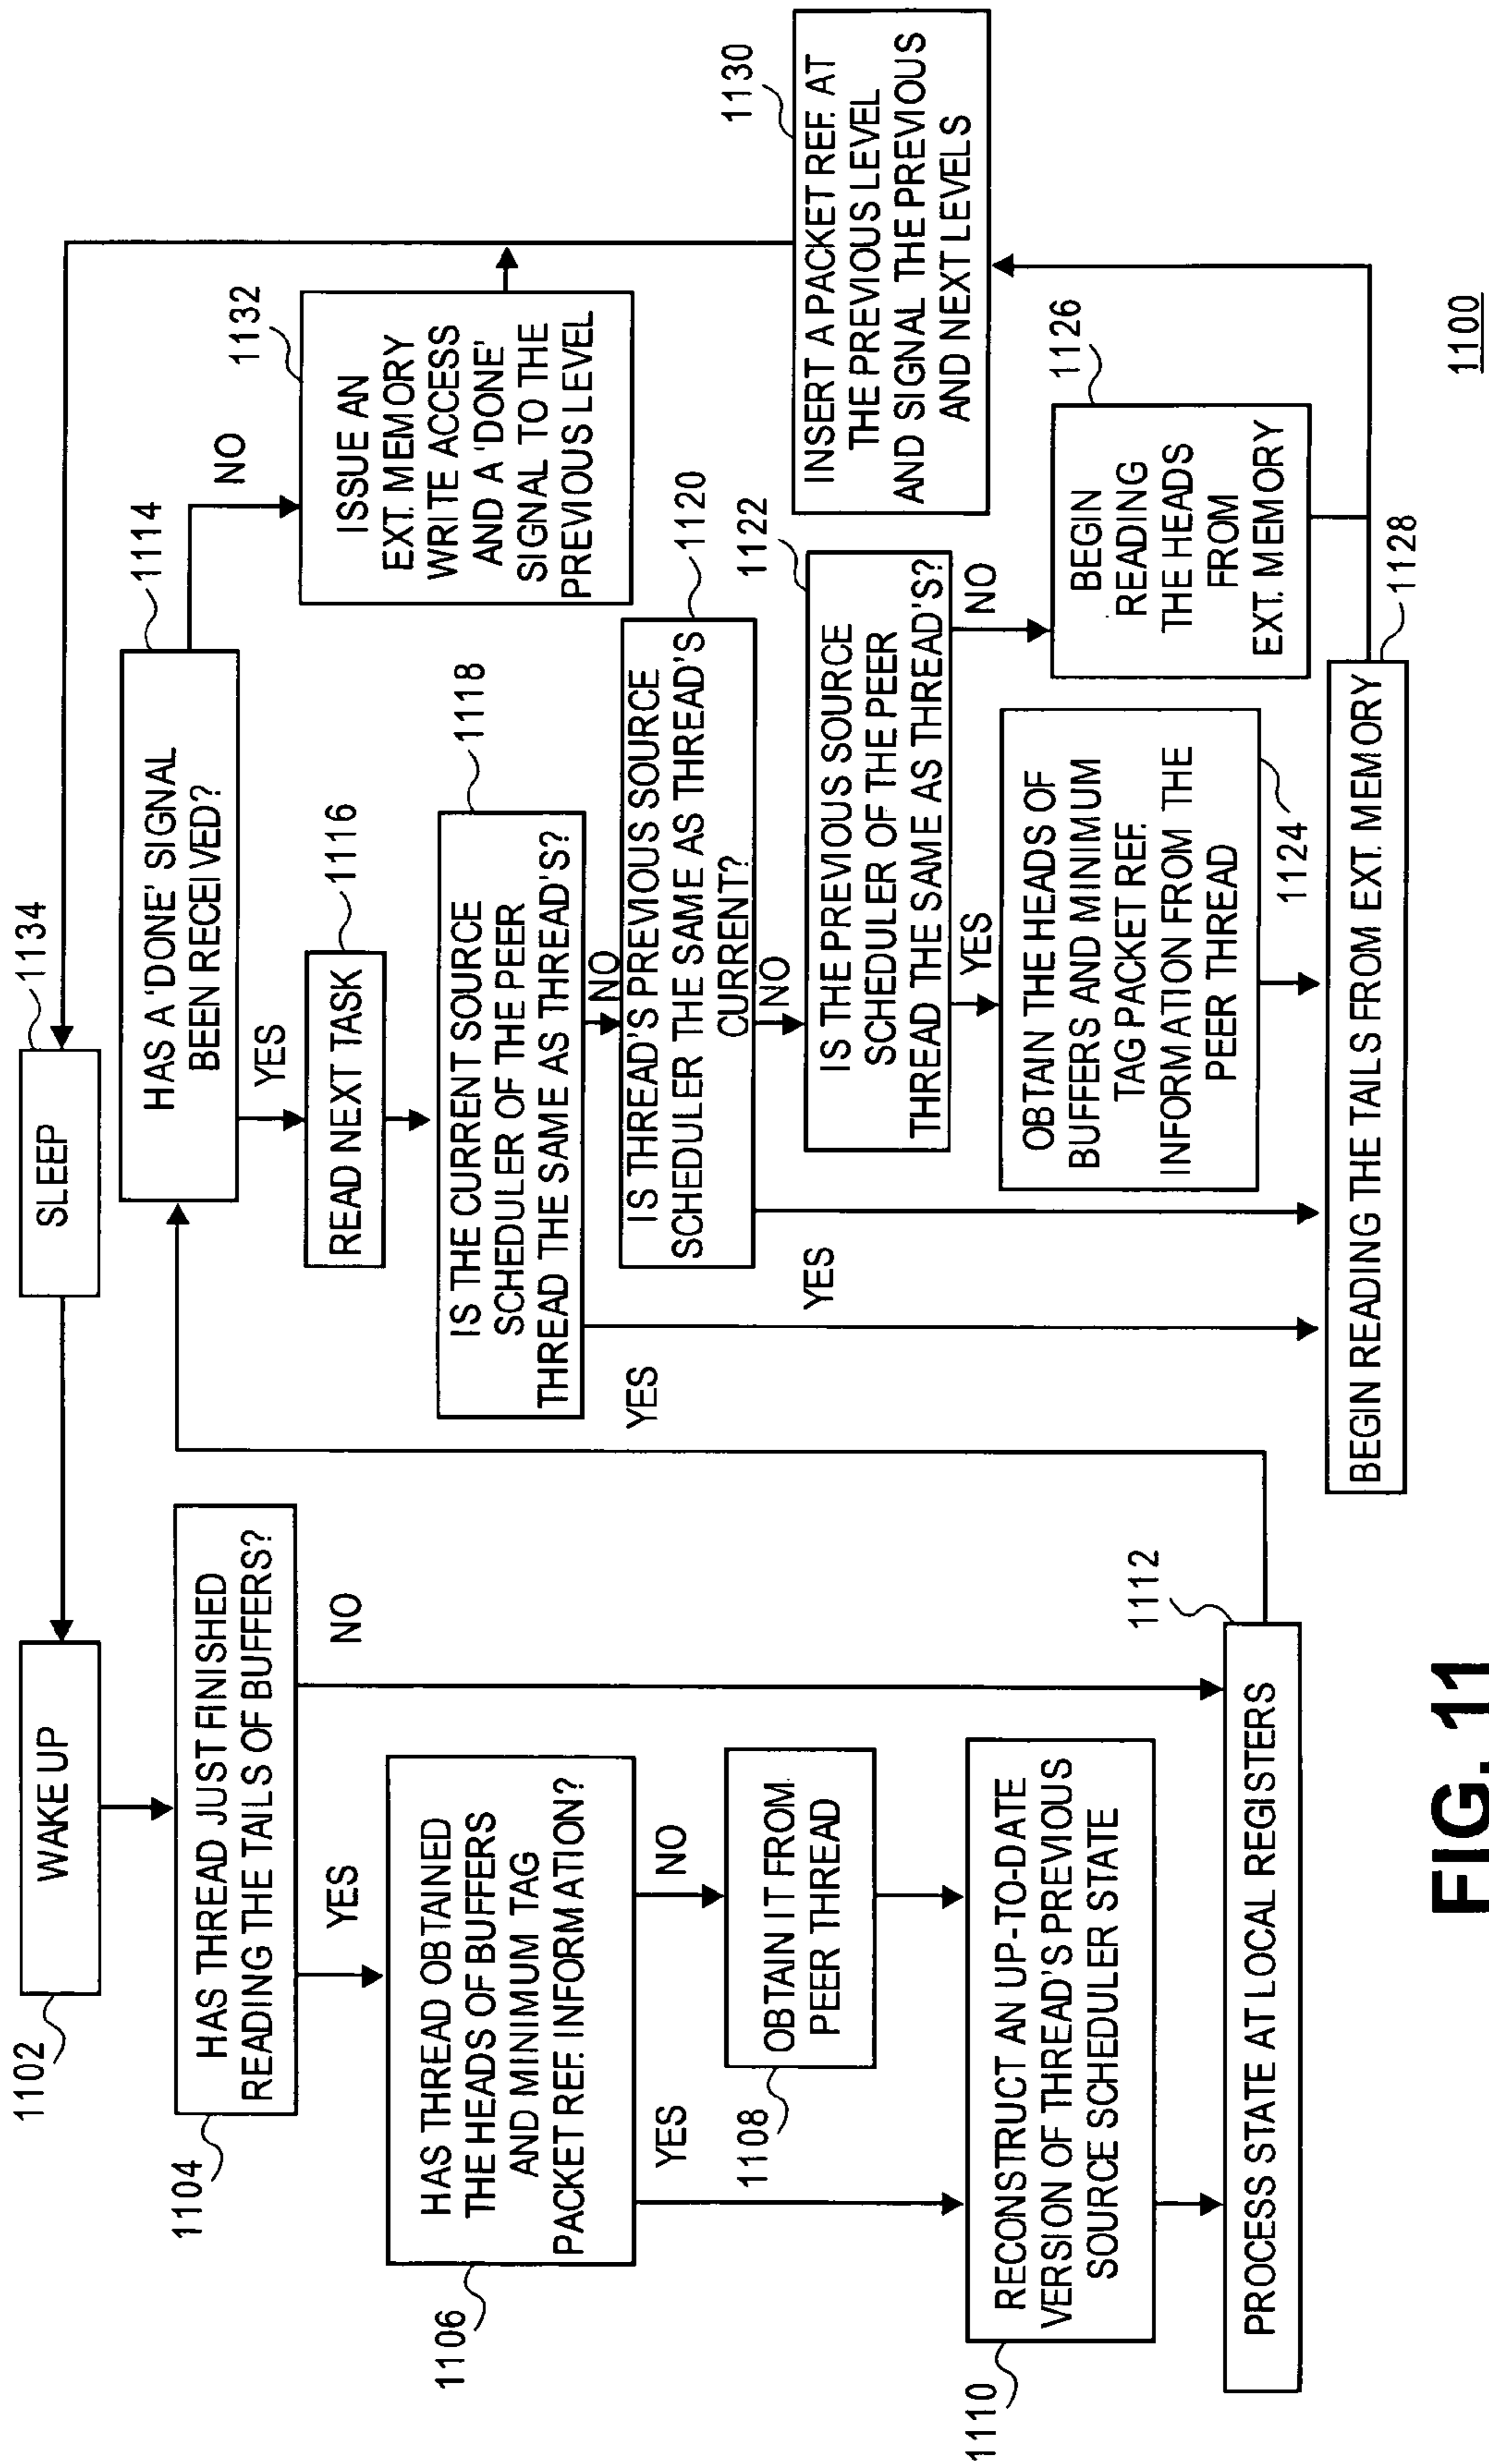 1102
WAKE UP
1104
HAS THREAD JUST FINISHED
READING THE TAILS OF BUFFERS?
YES
NO
1106
HAS THREAD OBTAINED
THE HEADS OF BUFFERS
AND MINIMUM TAG
PACKET REF. INFORMATION?
YES
NO
1108
OBTAIN IT FROM
PEER THREAD
1110
RECONSTRUCT AN UP-TO-DATE
VERSION OF THREAD'S PREVIOUS
SOURCE SCHEDULER STATE
1112
PROCESS STATE AT LOCAL REGISTERS
SLEEP
1134
HAS A 'DONE' SIGNAL
BEEN RECEIVED?
1114
YES
NO
READ NEXT TASK
1116
ISSUE AN
EXT. MEMORY
WRITE ACCESS
AND A 'DONE'
SIGNAL TO THE
PREVIOUS LEVEL
1132
IS THE CURRENT SOURCE
SCHEDULER OF THE PEER
THREAD THE SAME AS THREAD'S?
1118
YES
NO
IS THREAD'S PREVIOUS SOURCE
SCHEDULER THE SAME AS THREAD'S
CURRENT?
1120
YES
NO
IS THE PREVIOUS SOURCE
SCHEDULER OF THE PEER
THREAD THE SAME AS THREAD'S?
1122
YES
NO
OBTAIN THE HEADS OF
BUFFERS AND MINIMUM
TAG PACKET REF.
INFORMATION FROM THE
PEER THREAD
1124
BEGIN
READING
THE HEADS
FROM
EXT. MEMORY
1126
BEGIN READING THE TAILS FROM EXT. MEMORY
1128
INSERT A PACKET REF. AT
THE PREVIOUS LEVEL
AND SIGNAL THE PREVIOUS
AND NEXT LEVELS
1130
1100
FIG. 11